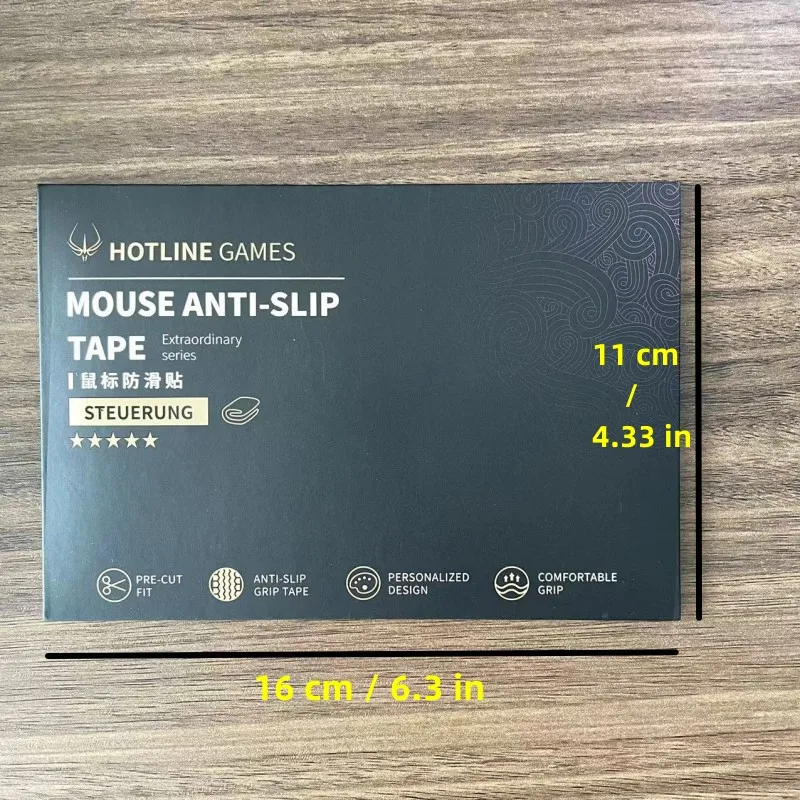 HOTLINE GAMES
MOUSE ANTI-SLIP
TAPE
Extraordinary
series
鼠标防滑贴
STEUERUNG
PRE-CUT
FIT
ANTI-SLIP
GRIP TAPE
PERSONALIZED
DESIGN
COMFORTABLE
GRIP
11 cm
/
4.33 in
16 cm / 6.3 in